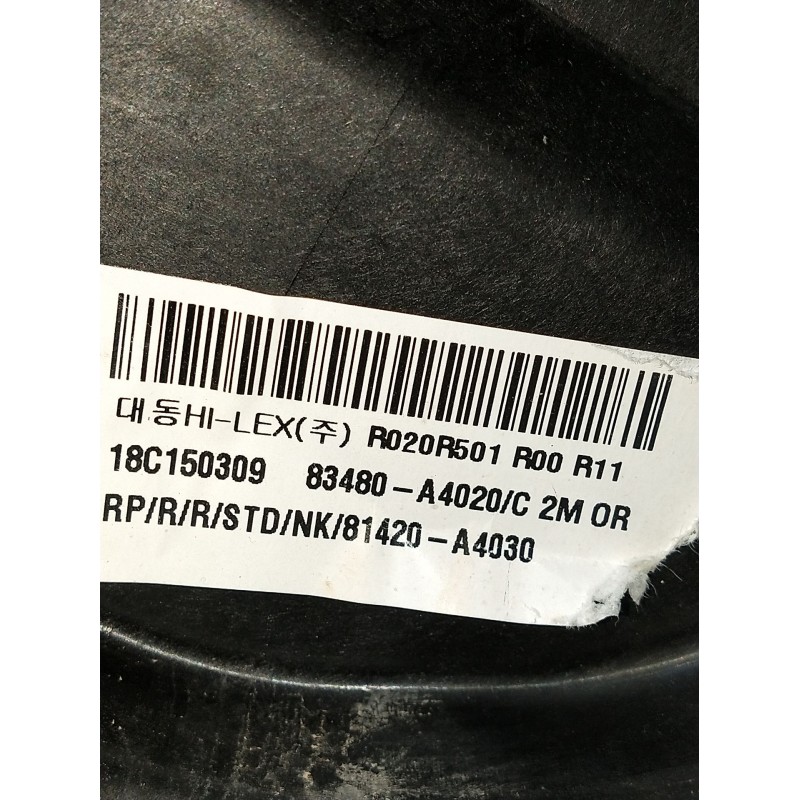 대동HI-LEX(주) R020R501 R00 R11
18C150309 83480-A4020/C 2M OR
RP/R/R/STD/NK/81420-A4030